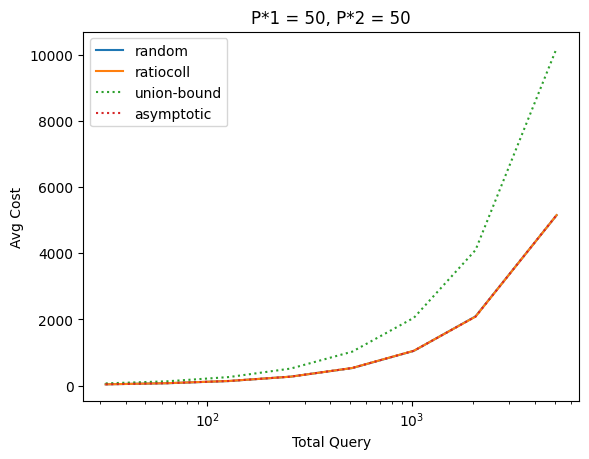 P*1 = 50, P*2 = 50
random
ratiocoll
union-bound
asymptotic
10000
8000
6000
4000
2000
0
Avg Cost
10²
10³
Total Query